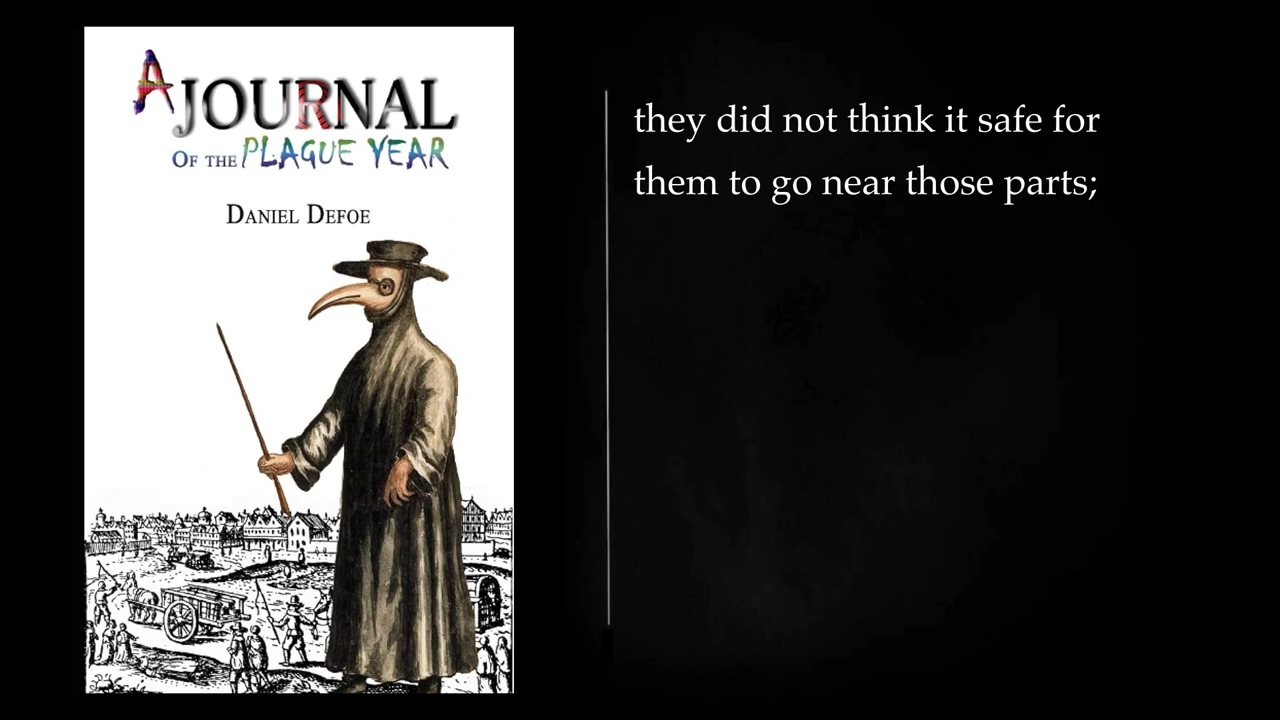 A JOURNAL
OF THE PLAGUE YEAR
DANIEL DEFOE
they did not think it safe for
them to go near those parts;